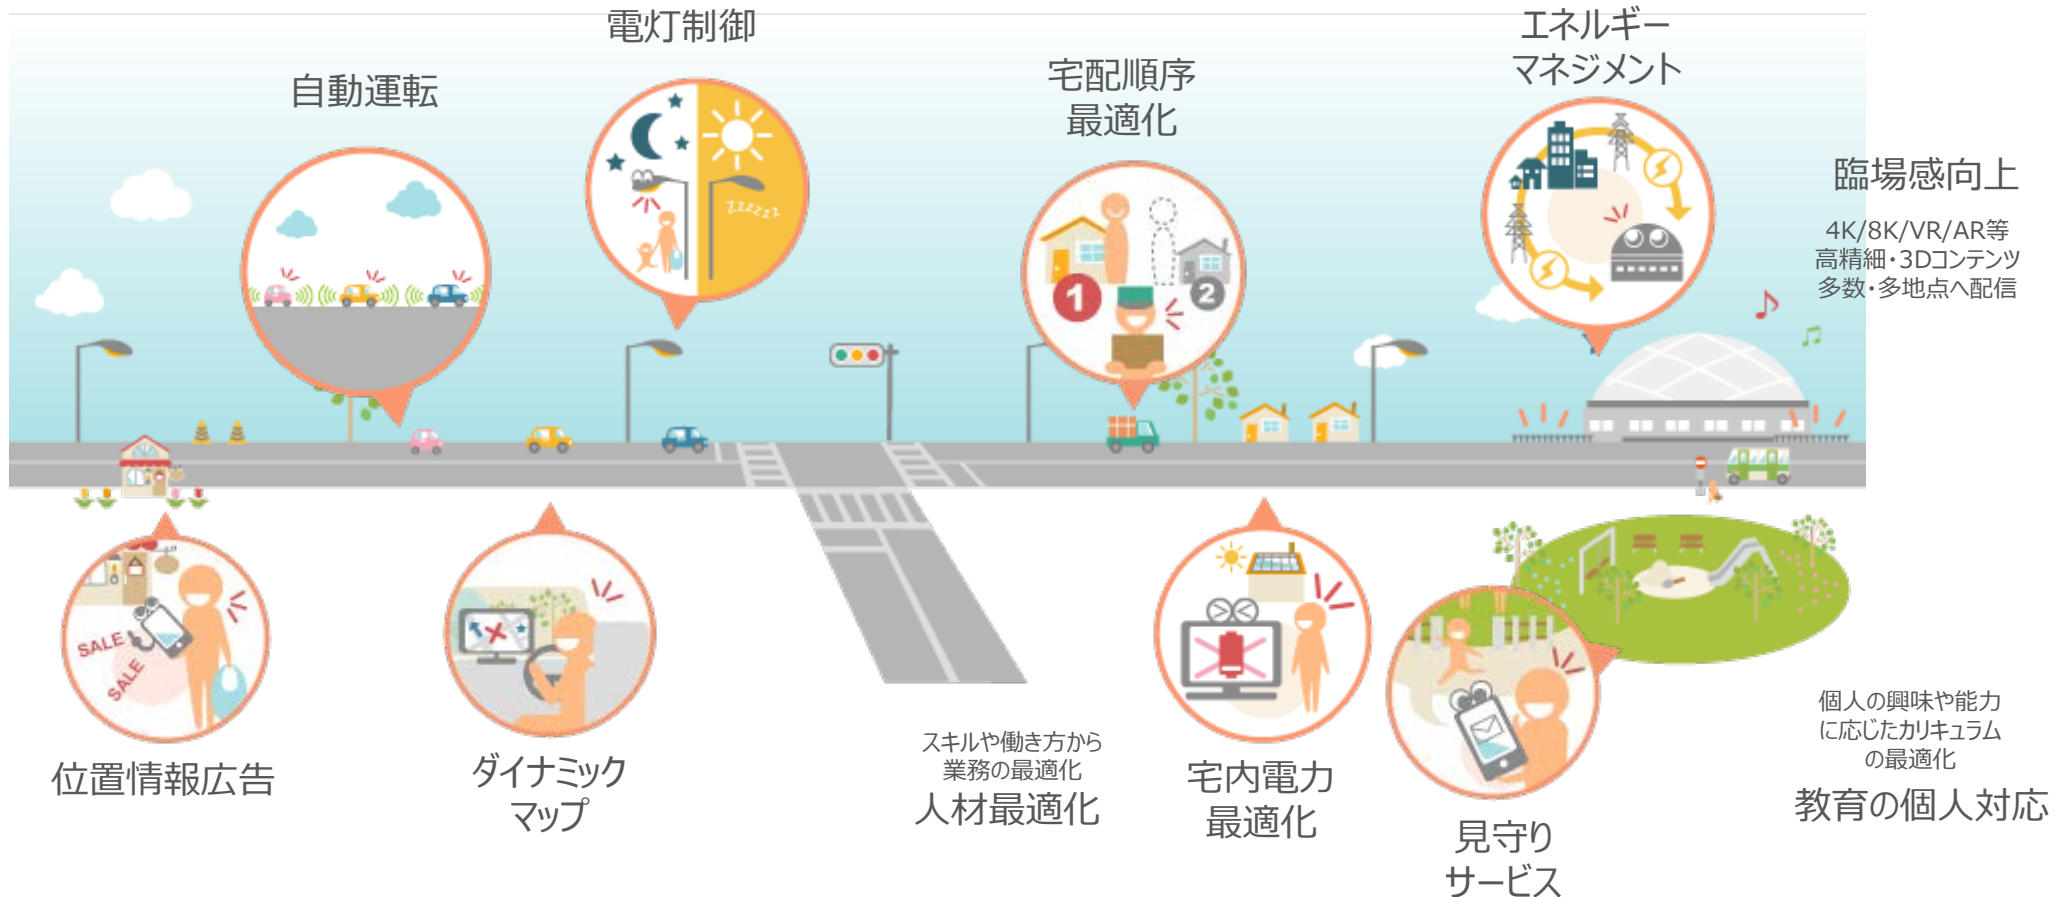 電灯制御
自動運転
宅配順序
最適化
エネルギー
マネジメント
臨場感向上
4K/8K/VR/AR等
高精細・3Dコンテンツ
多数・多地点へ配信
zzzzzz
1
2
SALE
SALE
位置情報広告
ダイナミック
マップ
スキルや働き方から
業務の最適化
人材最適化
宅内電力
最適化
見守り
サービス
個人の興味や能力
に応じたカリキュラム
の最適化
教育の個人対応